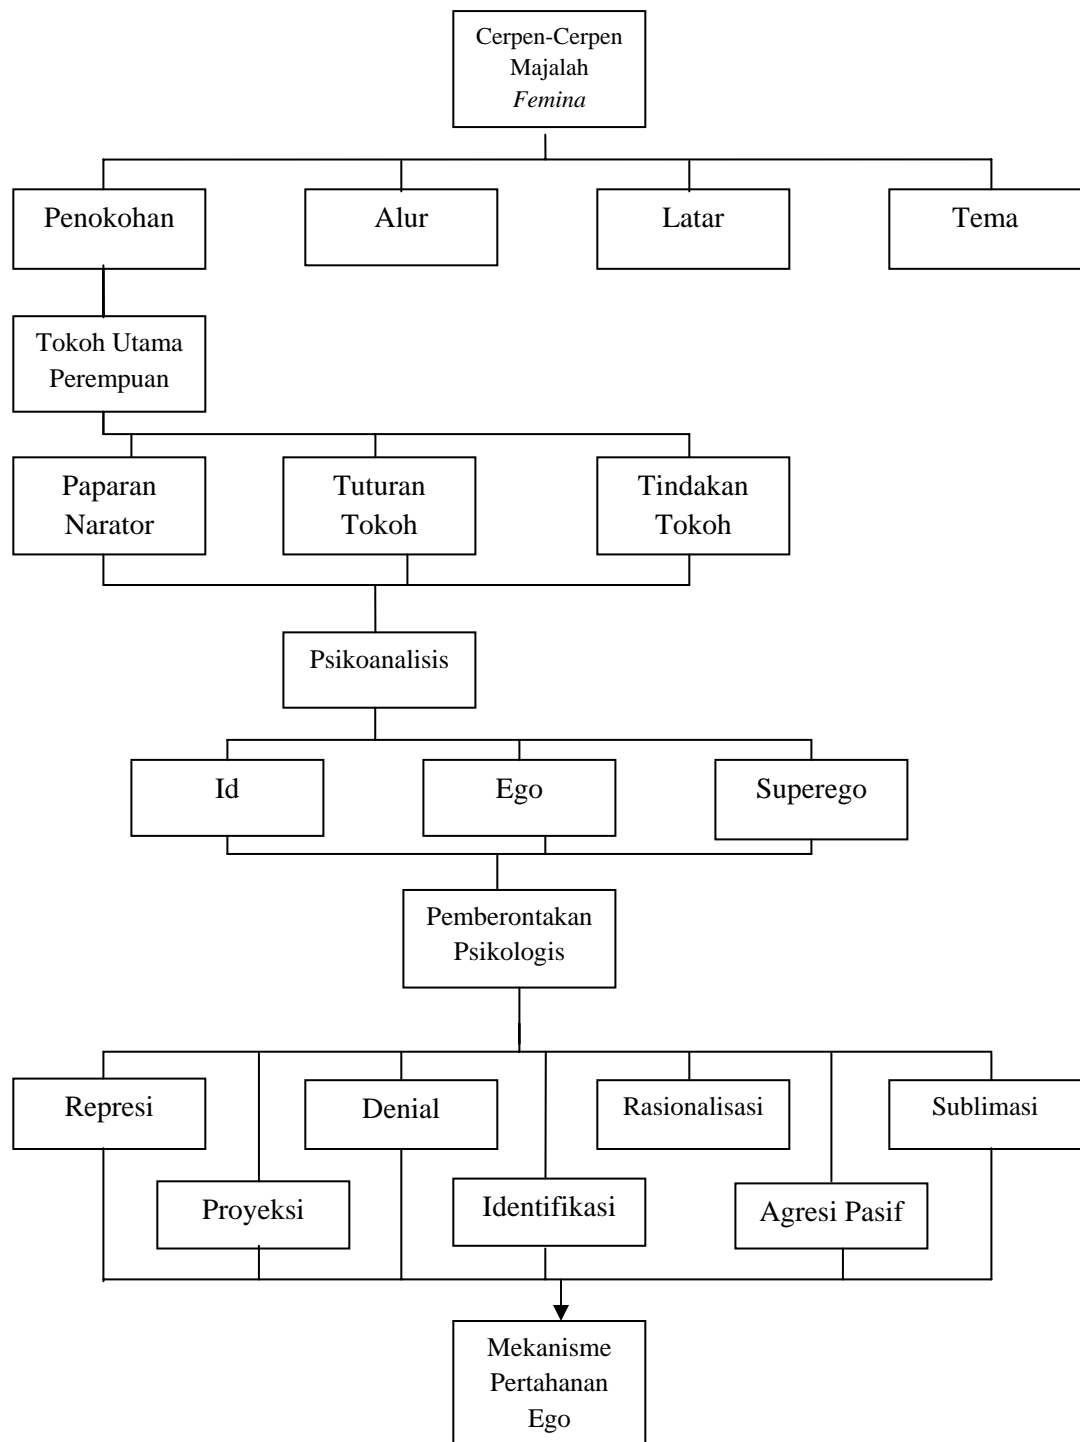 Cerpen-Cerpen
Majalah
Femina
Penokohan
Alur
Latar
Tema
Tokoh Utama
Perempuan
Paparan
Narator
Tuturan
Tokoh
Tindakan
Tokoh
Psikoanalisis
Id
Ego
Superego
Pemberontakan
Psikologis
Represi
Denial
Rasionalisasi
Sublimasi
Proyeksi
Identifikasi
Agresi Pasif
Mekanisme
Pertahanan
Ego